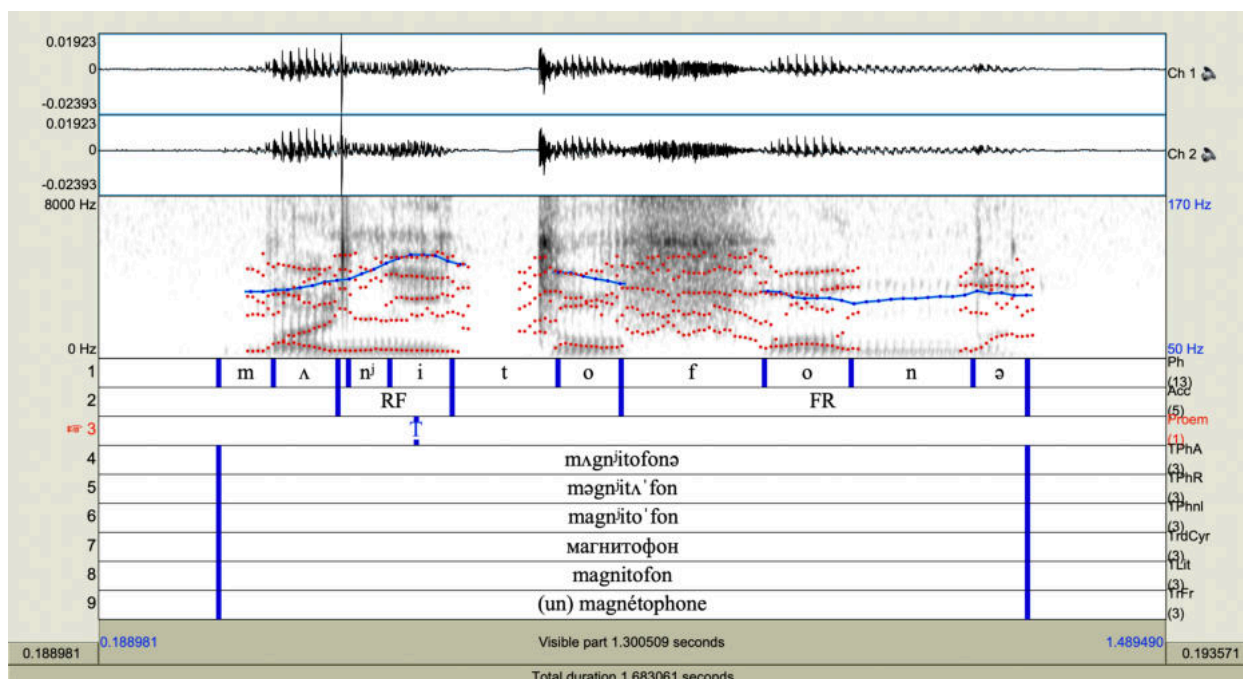 0.01923
0
-0.02393
Ch 1
0.01923
0
-0.02393
Ch 2
8000 Hz 170 Hz
0 Hz 50 Hz
1 m ʌ nʲ i t o f o n ə Ph (13)
2 RF FR Acc (5)
3 T Proem (1)
4 mʌgnʲitofonə TPhA (3)
5 məgnʲitʌˈfon TPhR (3)
6 magnʲitoˈfon TPhnl (3)
7 магнитофон TrdCyr (3)
8 magnitofon TLit (3)
9 (un) magnétophone TrFr (3)
0.188981 Visible part 1.300509 seconds 1.489490
0.188981 0.193571
Total duration 1.683061 seconds